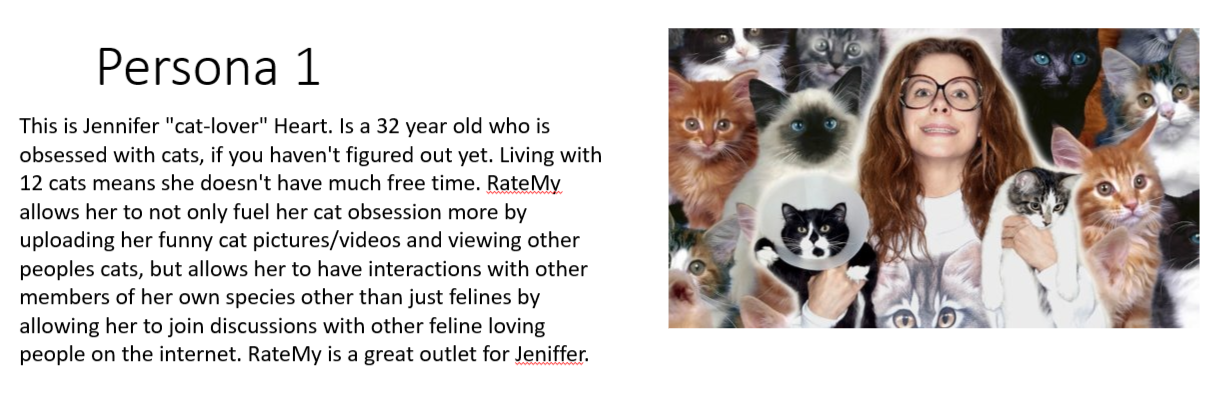 Persona 1
This is Jennifer "cat-lover" Heart. Is a 32 year old who is
obsessed with cats, if you haven't figured out yet. Living with
12 cats means she doesn't have much free time. RateMy
allows her to not only fuel her cat obsession more by
uploading her funny cat pictures/videos and viewing other
peoples cats, but allows her to have interactions with other
members of her own species other than just felines by
allowing her to join discussions with other feline loving
people on the internet. RateMy is a great outlet for Jeniffer.